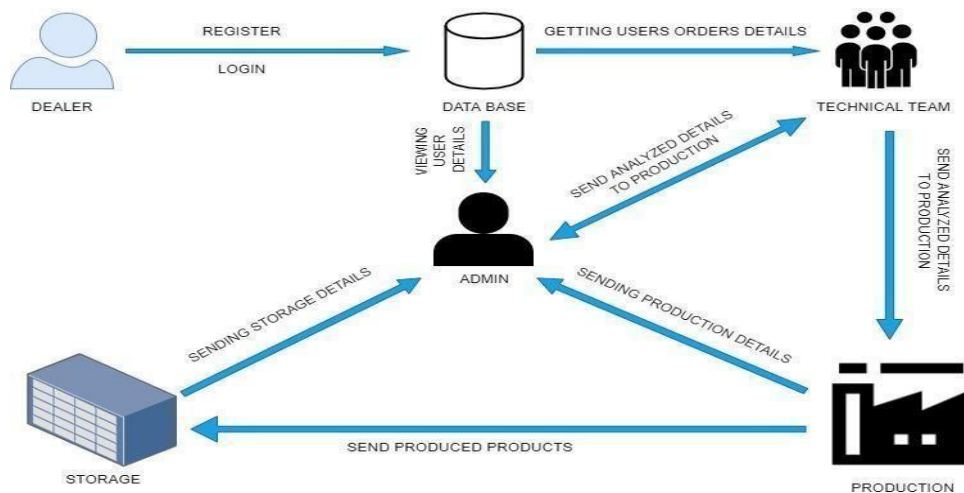 REGISTER
GETTING USERS ORDERS DETAILS
LOGIN
DEALER
DATA BASE
TECHNICAL TEAM
VIEWING
USER
DETAILS
SEND ANALYZED DETAILS
TO PRODUCTION
SEND ANALYZED DETAILS
TO PRODUCTION
ADMIN
SENDING STORAGE DETAILS
SENDING PRODUCTION DETAILS
SEND PRODUCED PRODUCTS
STORAGE
PRODUCTION